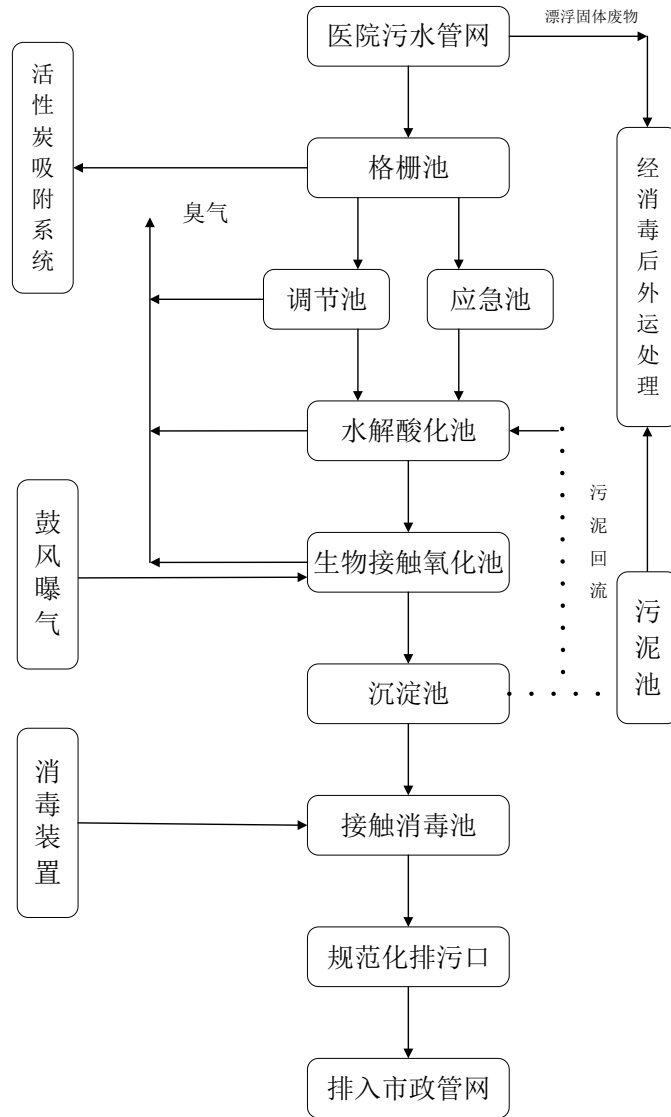 医院污水管网
漂浮固体废物
活性炭吸附系统
格栅池
经消毒后外运处理
臭气
调节池
应急池
水解酸化池
鼓风曝气
污泥回流
生物接触氧化池
污泥池
沉淀池
消毒装置
接触消毒池
规范化排污口
排入市政管网